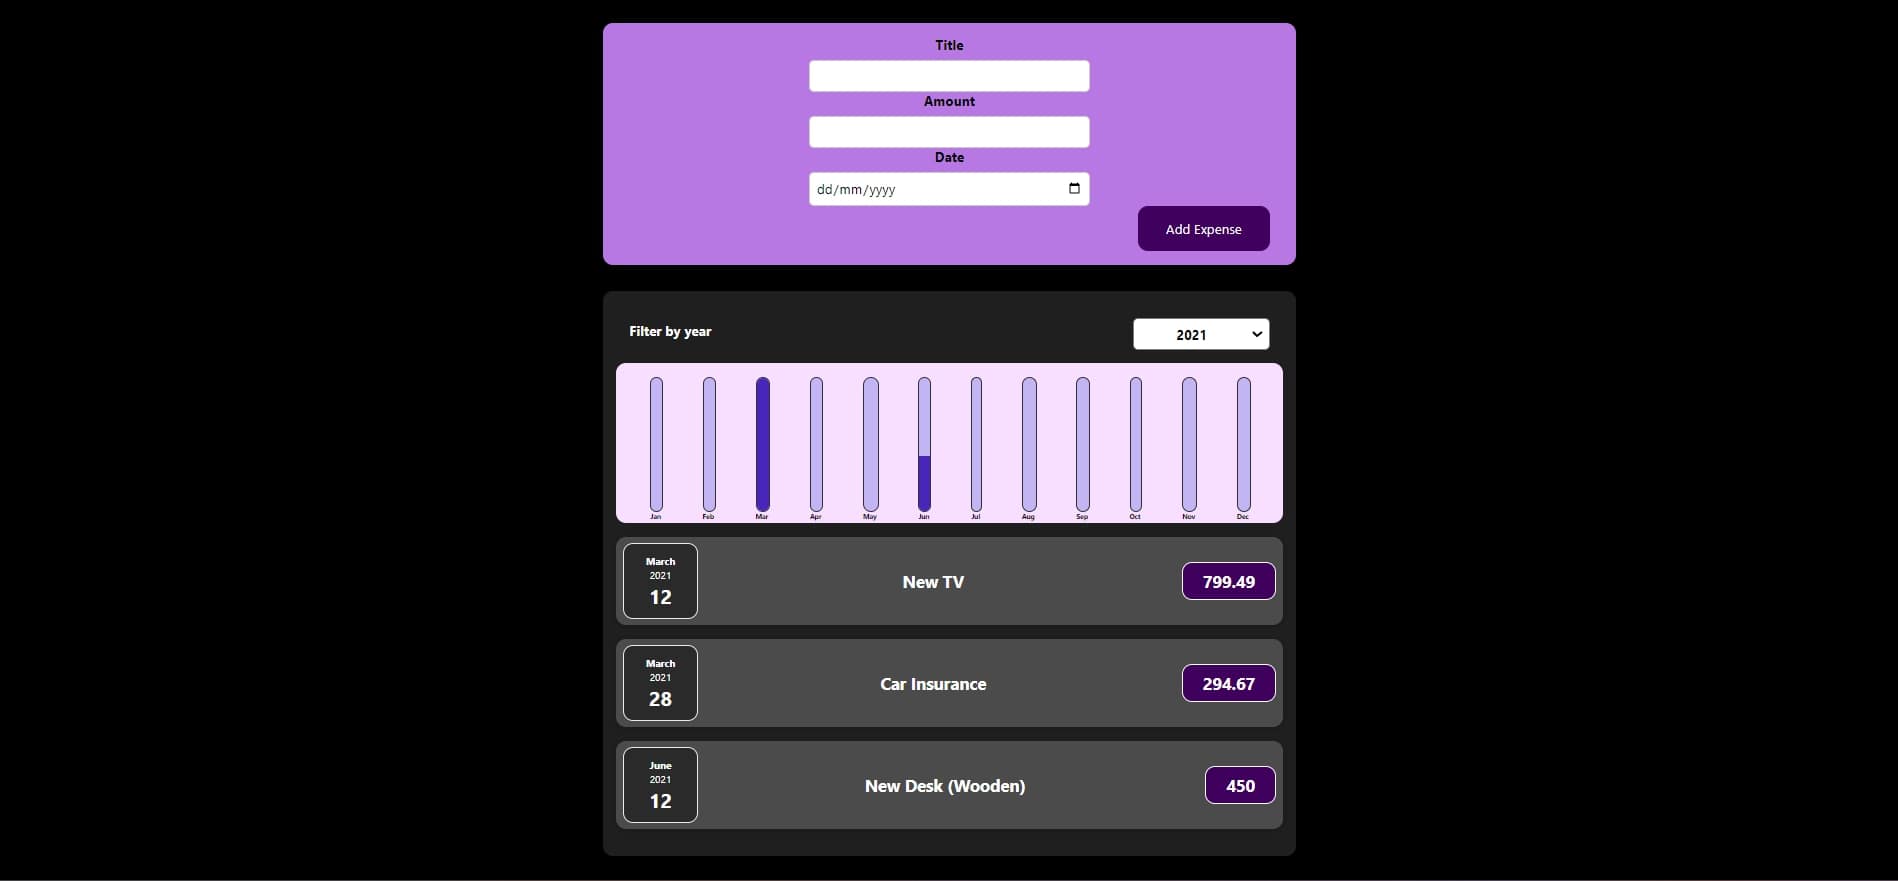 Title
Amount
Date
dd/mm/yyyy
Add Expense
Filter by year
2021
Jan Feb Mar Apr May Jun Jul Aug Sep Oct Nov Dec
March
2021
12
New TV
799.49
March
2021
28
Car Insurance
294.67
June
2021
12
New Desk (Wooden)
450